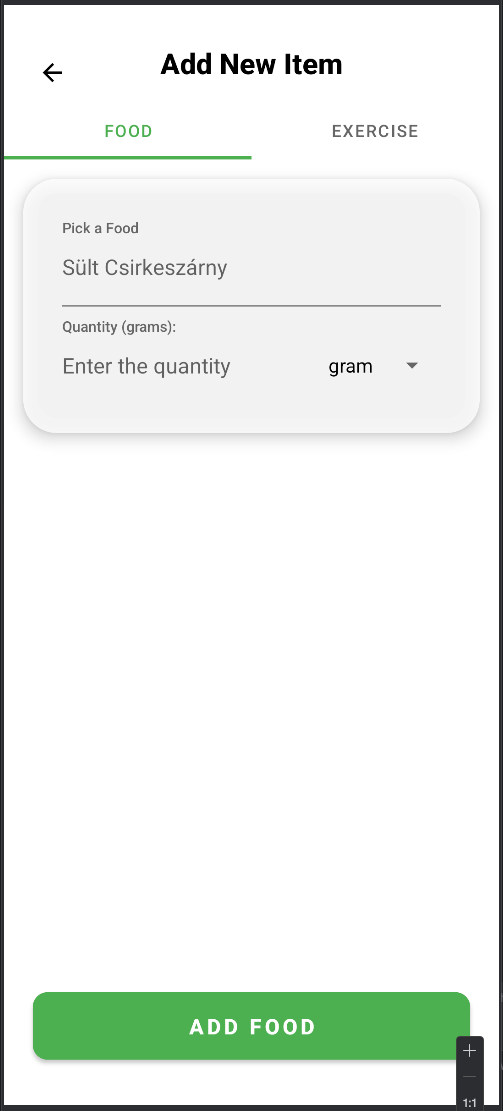 Add New Item
FOOD
EXERCISE
Pick a Food
Sült Csirkeszárny
Quantity (grams):
Enter the quantity
gram
ADD FOOD
1:1